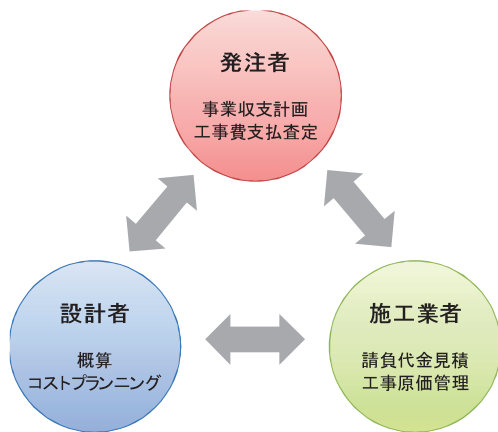 発注者
事業収支計画
工事費支払査定
設計者
概算
コストプランニング
施工業者
請負代金見積
工事原価管理